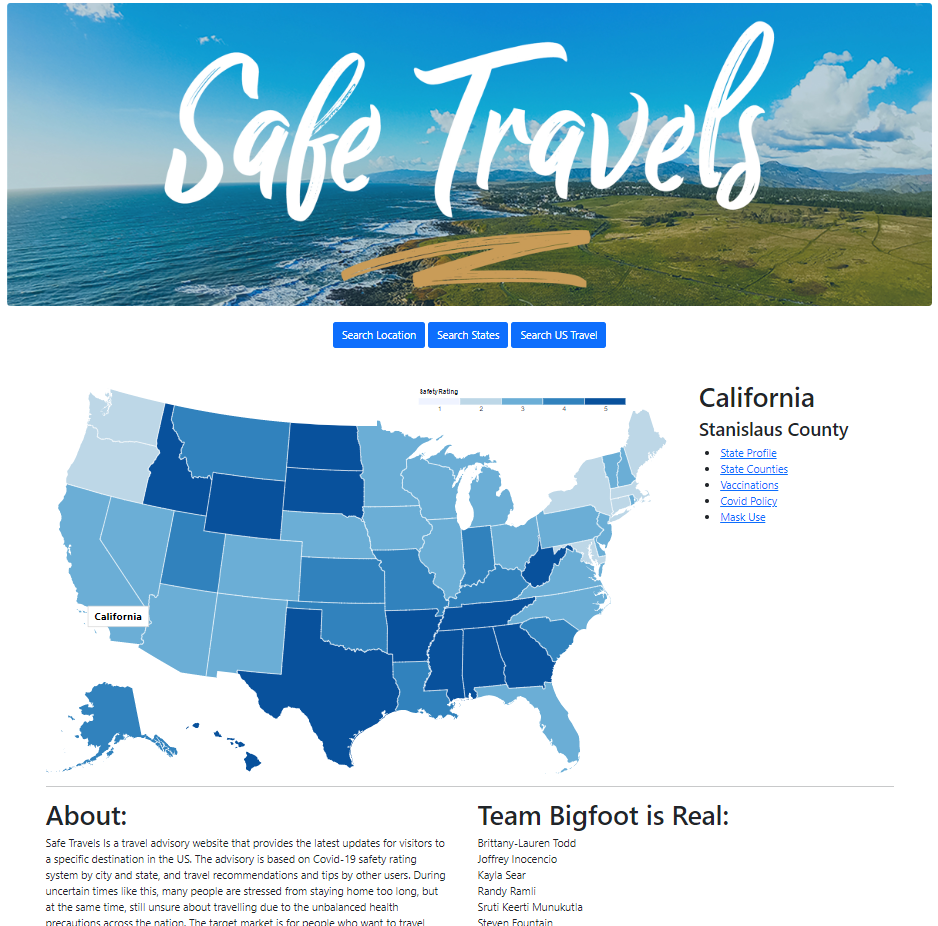 Safe Travels
Search Location
Search States
Search US Travel
Safety Rating
1 2 3 4 5
California
Stanislaus County
State Profile
State Counties
Vaccinations
Covid Policy
Mask Use
California
About:
Safe Travels Is a travel advisory website that provides the latest updates for visitors to
a specific destination in the US. The advisory is based on Covid-19 safety rating
system by city and state, and travel recommendations and tips by other users. During
uncertain times like this, many people are stressed from staying home too long, but
at the same time, still unsure about travelling due to the unbalanced health
precautions across the nation. The target market is for people who want to travel
Team Bigfoot is Real:
Brittany-Lauren Todd
Joffrey Inocencio
Kayla Sear
Randy Ramli
Sruti Keerti Munukutla
Steven Fountain